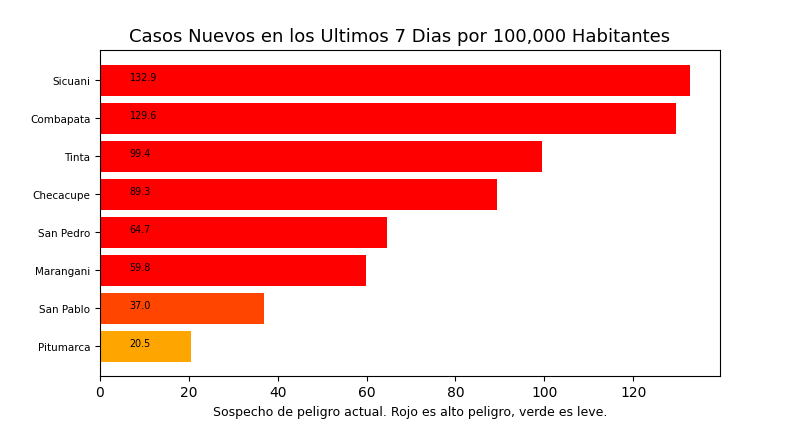 Casos Nuevos en los Ultimos 7 Dias por 100,000 Habitantes
Sicuani 132.9
Combapata 129.6
Tinta 99.4
Checacupe 89.3
San Pedro 64.7
Marangani 59.8
San Pablo 37.0
Pitumarca 20.5
0 20 40 60 80 100 120
Sospecho de peligro actual. Rojo es alto peligro, verde es leve.